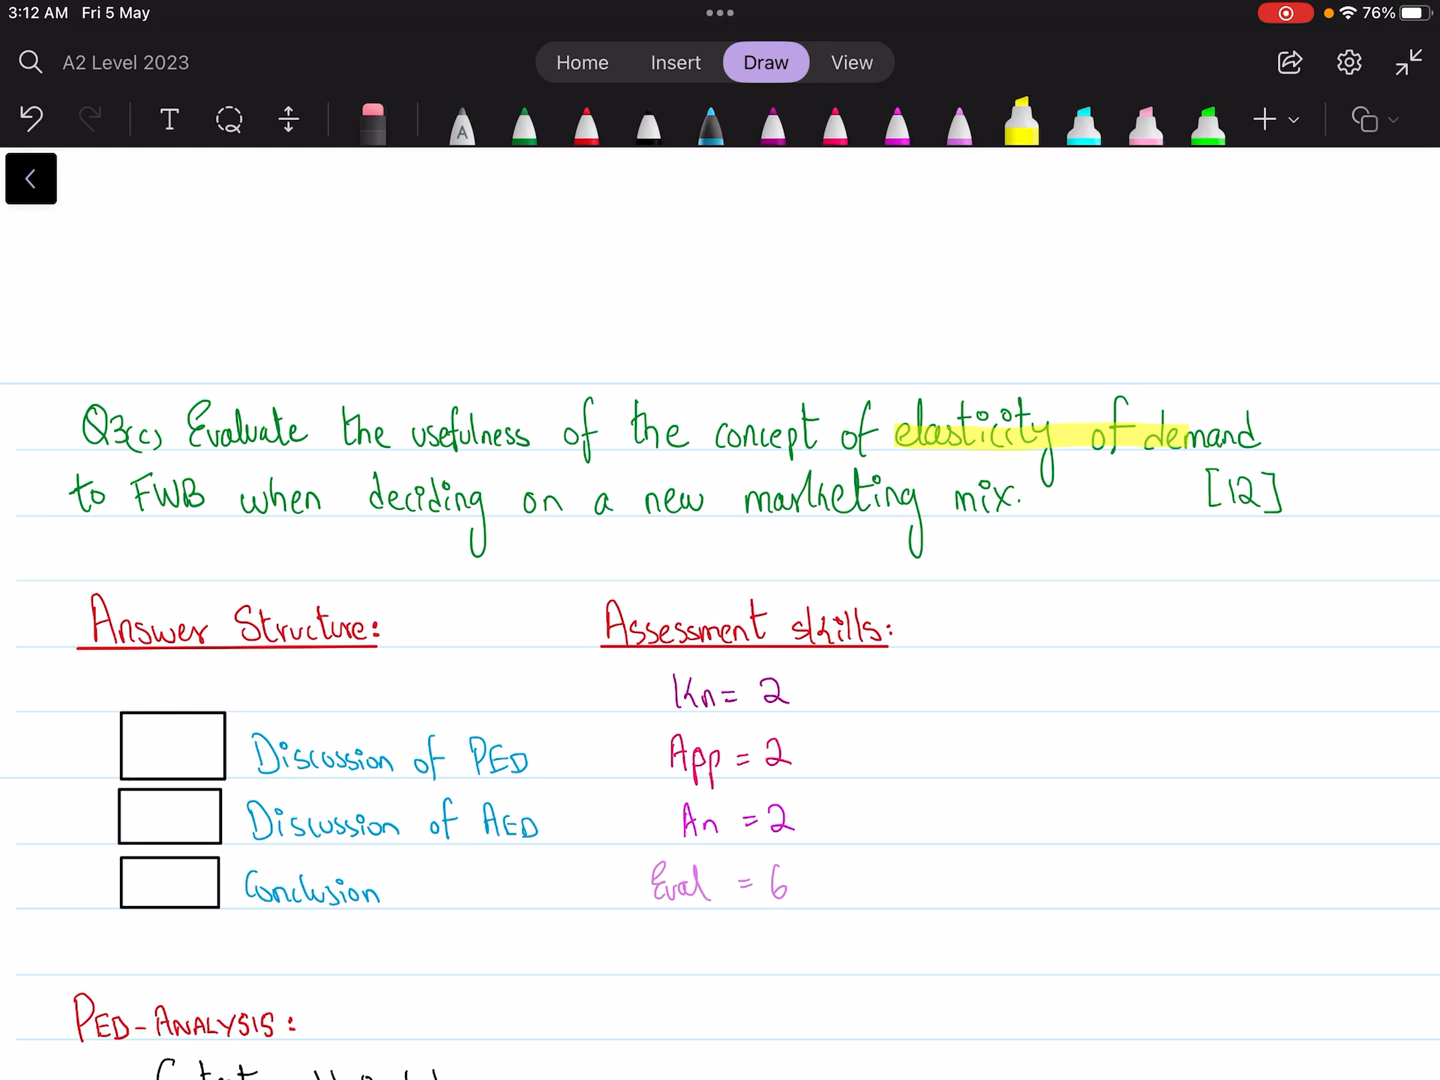 3:12 AM Fri 5 May
76%
A2 Level 2023
Home Insert Draw View
T A
Q3(c) Evaluate the usefulness of the concept of elasticity of demand
to FWB when deciding on a new marketing mix. [12]
Answer Structure:
Discussion of PED
Discussion of AED
Conclusion
Assessment skills:
Kn = 2
App = 2
An = 2
Eval = 6
PED-ANALYSIS: